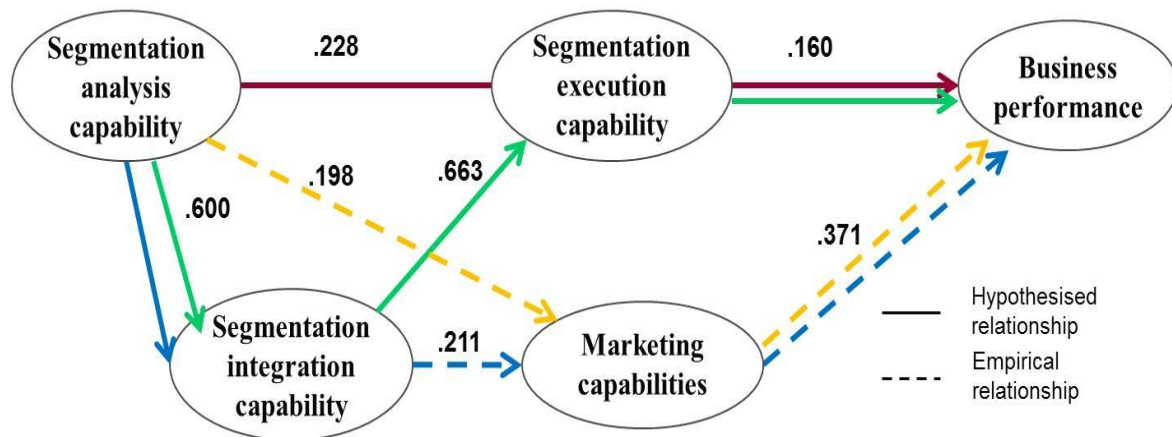 Segmentation
analysis
capability
.228
Segmentation
execution
capability
.160
Business
performance
.198
.663
.600
.371
Segmentation
integration
capability
.211
Marketing
capabilities
Hypothesised
relationship
Empirical
relationship